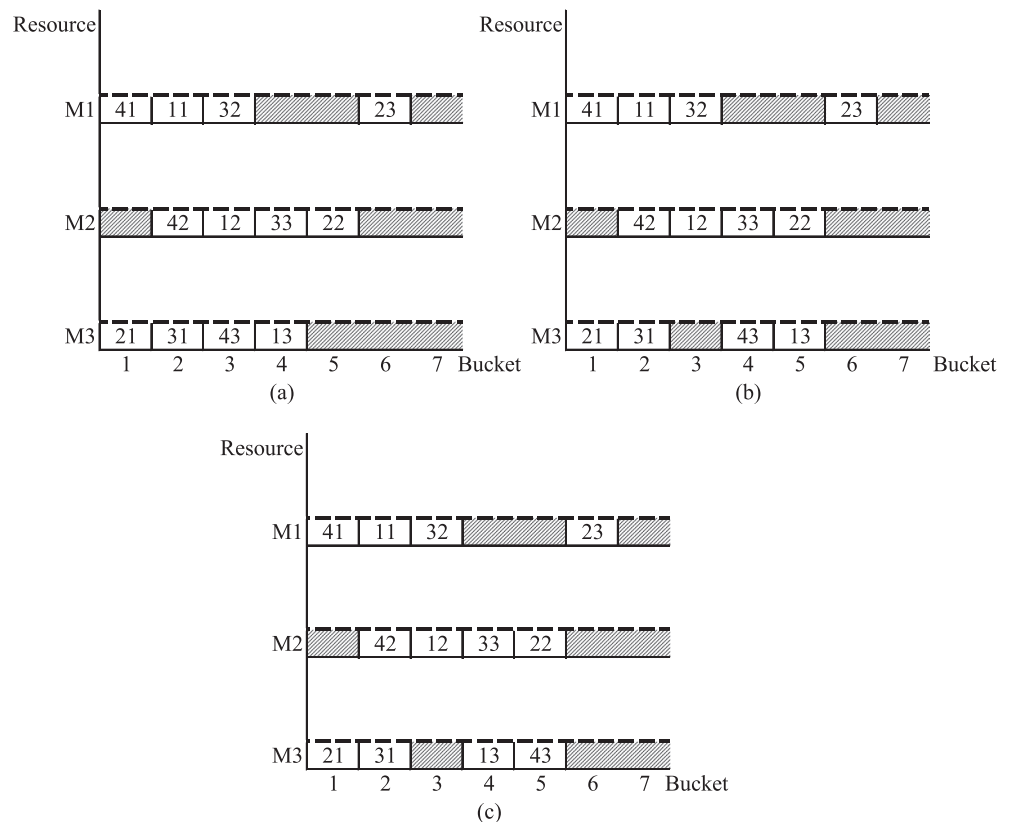 Resource
M1 41 11 32 23
M2 42 12 33 22
M3 21 31 43 13
1 2 3 4 5 6 7 Bucket
(a)
Resource
M1 41 11 32 23
M2 42 12 33 22
M3 21 31 43 13
1 2 3 4 5 6 7 Bucket
(b)
Resource
M1 41 11 32 23
M2 42 12 33 22
M3 21 31 13 43
1 2 3 4 5 6 7 Bucket
(c)